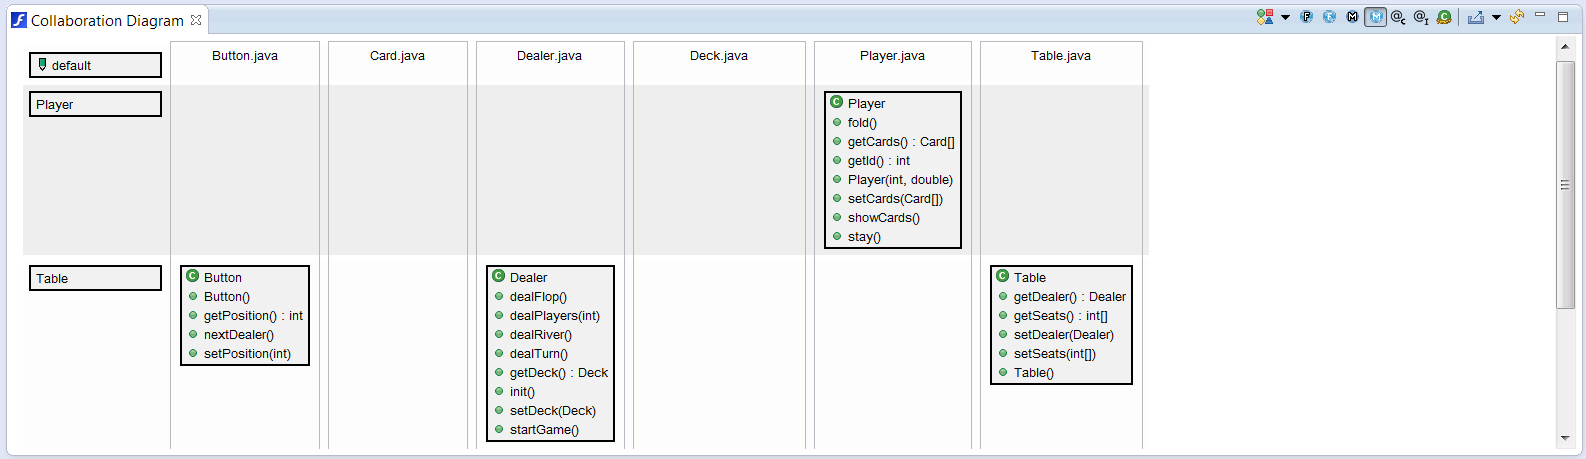 Collaboration Diagram
Button.java Card.java Dealer.java Deck.java Player.java Table.java
default
Player
Player
fold()
getCards() : Card[]
getId() : int
Player(int, double)
setCards(Card[])
showCards()
stay()
Table
Button
Button()
getPosition() : int
nextDealer()
setPosition(int)
Dealer
dealFlop()
dealPlayers(int)
dealRiver()
dealTurn()
getDeck() : Deck
init()
setDeck(Deck)
startGame()
Table
getDealer() : Dealer
getSeats() : int[]
setDealer(Dealer)
setSeats(int[])
Table()